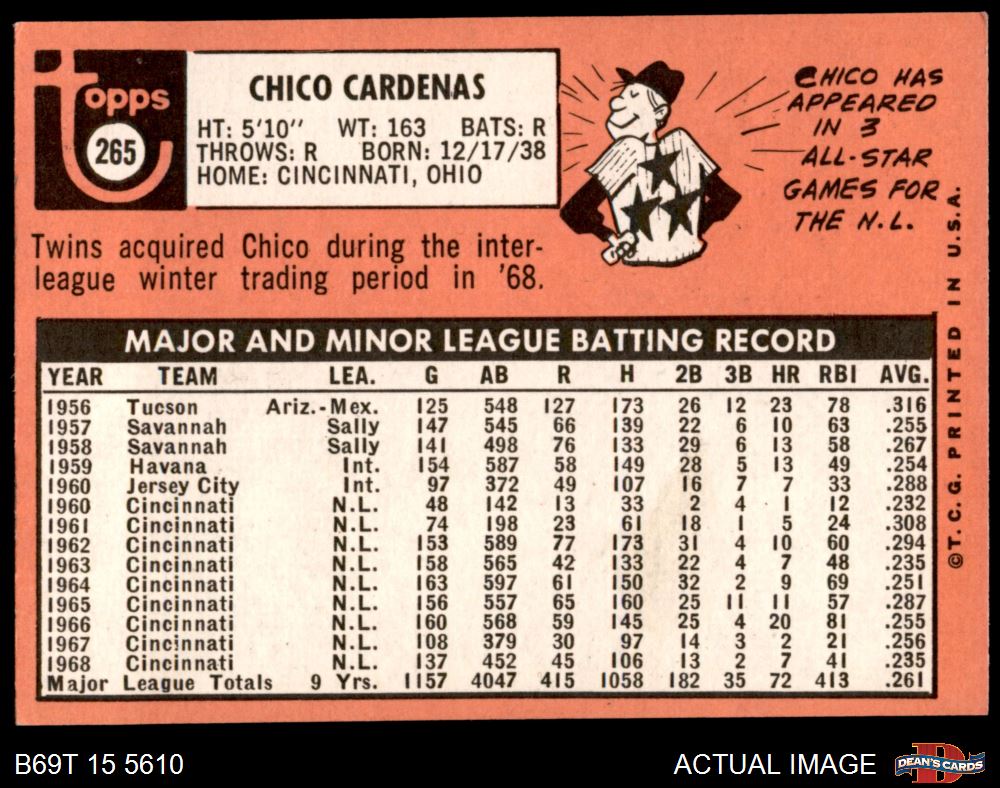 topps
265
CHICO CARDENAS
HT: 5'10" WT: 163 BATS: R
THROWS: R BORN: 12/17/38
HOME: CINCINNATI, OHIO
CHICO HAS
APPEARED
IN 3
ALL-STAR
GAMES FOR
THE N.L.
Twins acquired Chico during the inter-
league winter trading period in '68.
MAJOR AND MINOR LEAGUE BATTING RECORD
YEAR TEAM LEA. G AB R H 2B 3B HR RBI AVG.
1956 Tucson Ariz.-Mex. 125 548 127 173 26 12 23 78 .316
1957 Savannah Sally 147 545 66 139 22 6 10 63 .255
1958 Savannah Sally 141 498 76 133 29 6 13 58 .267
1959 Havana Int. 154 587 58 149 28 5 13 49 .254
1960 Jersey City Int. 97 372 49 107 16 7 7 33 .288
1960 Cincinnati N.L. 48 142 13 33 2 4 1 12 .232
1961 Cincinnati N.L. 74 198 23 61 18 1 5 24 .308
1962 Cincinnati N.L. 153 589 77 173 31 4 10 60 .294
1963 Cincinnati N.L. 158 565 42 133 22 4 7 48 .235
1964 Cincinnati N.L. 163 597 61 150 32 2 9 69 .251
1965 Cincinnati N.L. 156 557 65 160 25 11 11 57 .287
1966 Cincinnati N.L. 160 568 59 145 25 4 20 81 .255
1967 Cincinnati N.L. 108 379 30 97 14 3 2 21 .256
1968 Cincinnati N.L. 137 452 45 106 13 2 7 41 .235
Major League Totals 9 Yrs. 1157 4047 415 1058 182 35 72 413 .261
©T.C.G. PRINTED IN U.S.A.
B69T 15 5610
ACTUAL IMAGE
DEAN'S CARDS